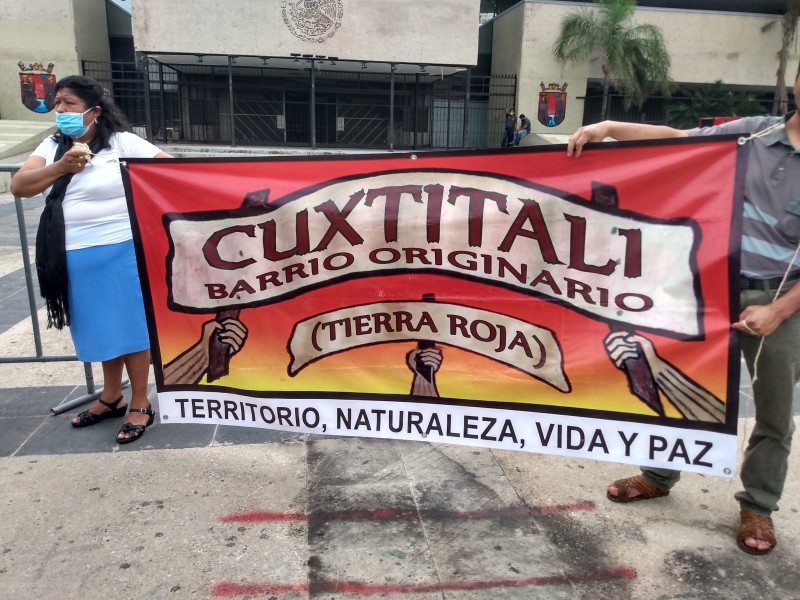 CUXTITALI
BARRIO ORIGINARIO
(TIERRA ROJA)
TERRITORIO, NATURALEZA, VIDA Y PAZ